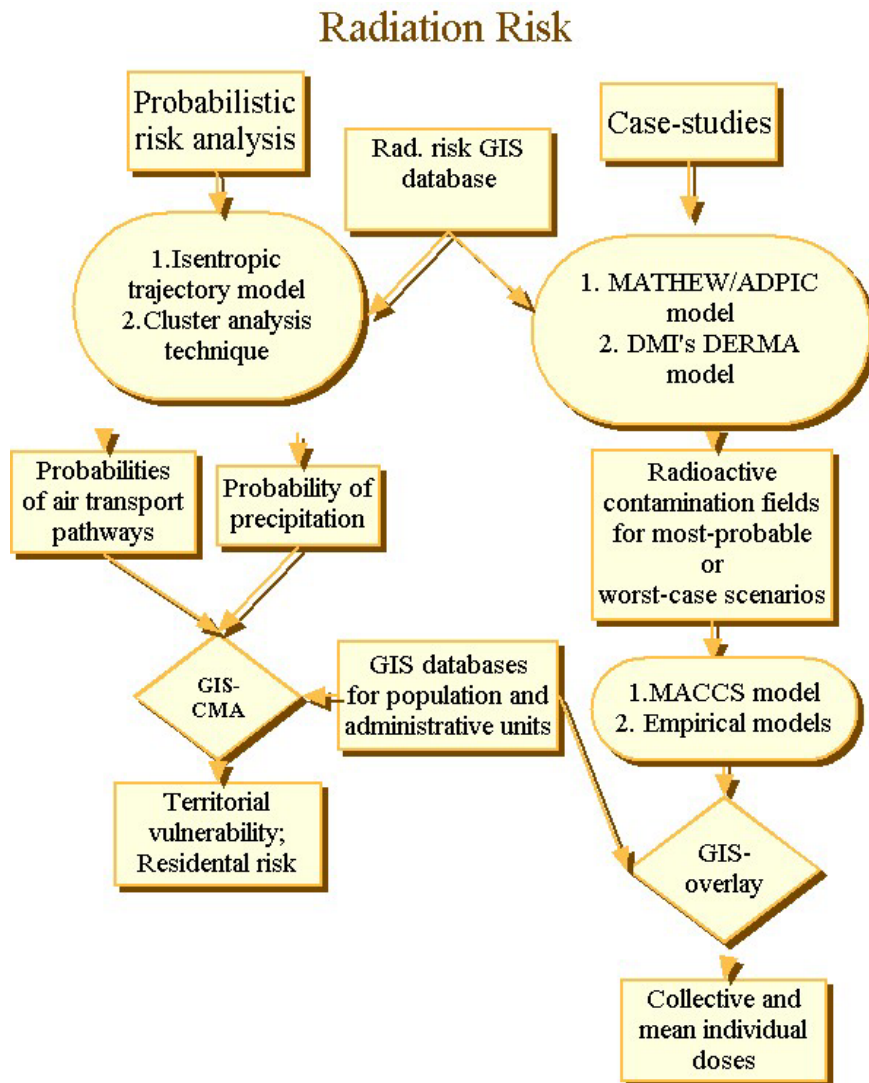 Radiation Risk
Probabilistic
risk analysis
Rad. risk GIS
database
Case-studies
1.Isentropic
trajectory model
2.Cluster analysis
technique
1. MATHEW/ADPIC
model
2. DMI's DERMA
model
Probabilities
of air transport
pathways
Probability of
precipitation
Radioactive
contamination fields
for most-probable
or
worst-case scenarios
GIS-
CMA
GIS databases
for population and
administrative units
1.MACCS model
2. Empirical models
Territorial
vulnerability;
Residental risk
GIS-
overlay
Collective and
mean individual
doses